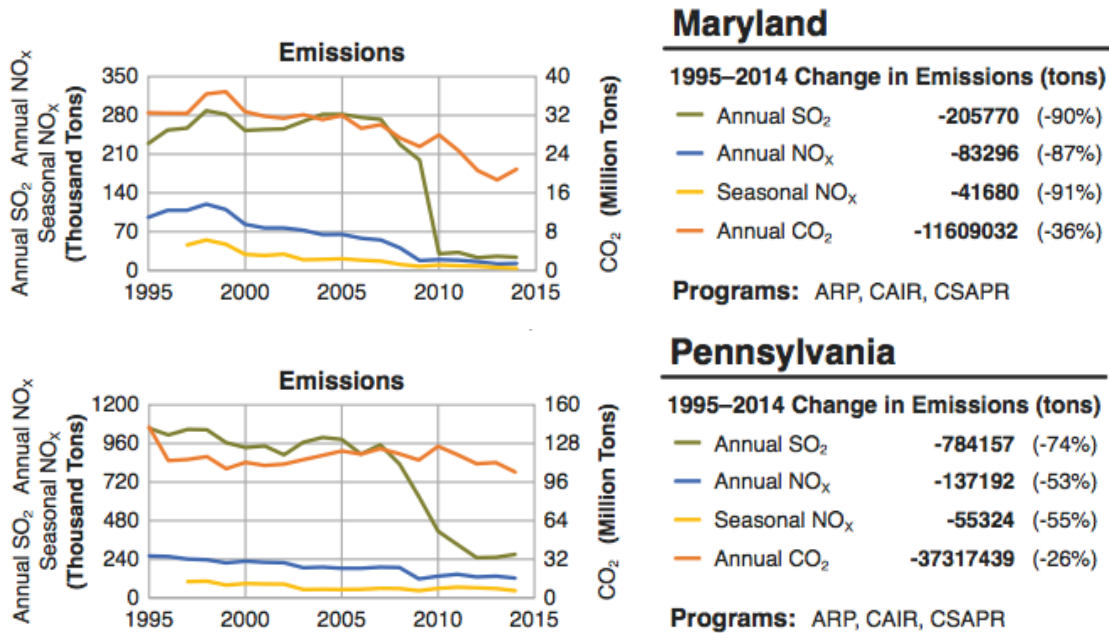 Maryland
Emissions
Annual SO₂ Annual NOₓ
Seasonal NOₓ
(Thousand Tons)
350
280
210
140
70
0
40
32
24
16
8
0
CO₂ (Million Tons)
1995 2000 2005 2010 2015
1995–2014 Change in Emissions (tons)
Annual SO₂ -205770 (-90%)
Annual NOₓ -83296 (-87%)
Seasonal NOₓ -41680 (-91%)
Annual CO₂ -11609032 (-36%)
Programs: ARP, CAIR, CSAPR
Pennsylvania
Emissions
Annual SO₂ Annual NOₓ
Seasonal NOₓ
(Thousand Tons)
1200
960
720
480
240
0
160
128
96
64
32
0
CO₂ (Million Tons)
1995 2000 2005 2010 2015
1995–2014 Change in Emissions (tons)
Annual SO₂ -784157 (-74%)
Annual NOₓ -137192 (-53%)
Seasonal NOₓ -55324 (-55%)
Annual CO₂ -37317439 (-26%)
Programs: ARP, CAIR, CSAPR